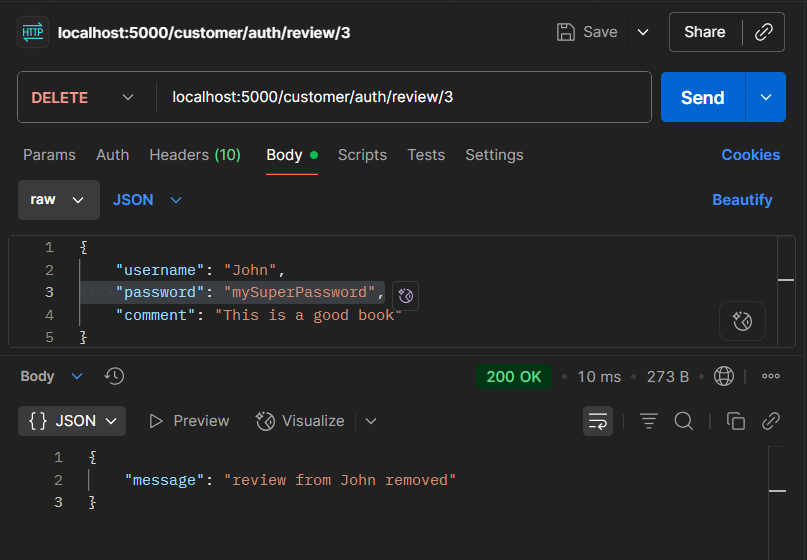 HTTP localhost:5000/customer/auth/review/3 Save Share
DELETE localhost:5000/customer/auth/review/3 Send
Params Auth Headers (10) Body Scripts Tests Settings Cookies
raw JSON Beautify
1 {
2 "username": "John",
3 "password": "mySuperPassword",
4 "comment": "This is a good book"
5 }
Body 200 OK • 10 ms • 273 B •
{} JSON Preview Visualize
1 {
2 "message": "review from John removed"
3 }